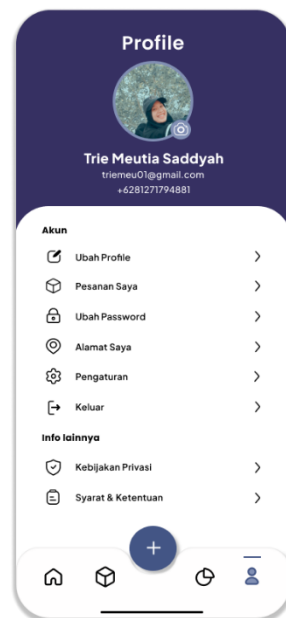 Profile
Trie Meutia Saddyah
triemeu01@gmail.com
+6281271794881
Akun
Ubah Profile
Pesanan Saya
Ubah Password
Alamat Saya
Pengaturan
Keluar
Info lainnya
Kebijakan Privasi
Syarat & Ketentuan